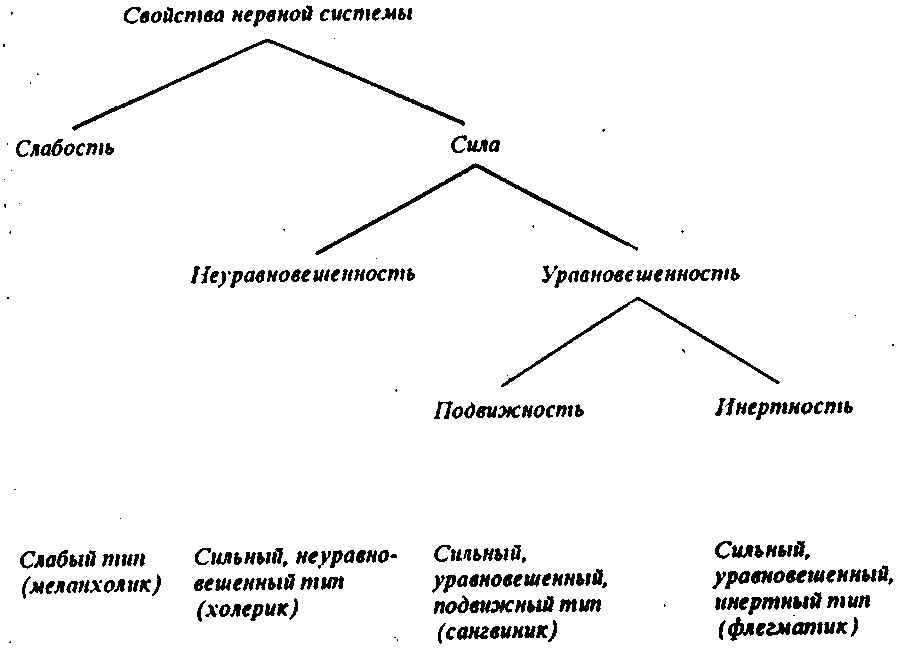 Свойства нервной системы
Слабость
Сила
Неуравновешенность
Уравновешенность
Подвижность
Инертность
Слабый тип
(меланхолик)
Сильный, неуравно-
вешенный тип
(холерик)
Сильный,
уравновешенный,
подвижный тип
(сангвиник)
Сильный,
уравновешенный,
инертный тип
(флегматик)